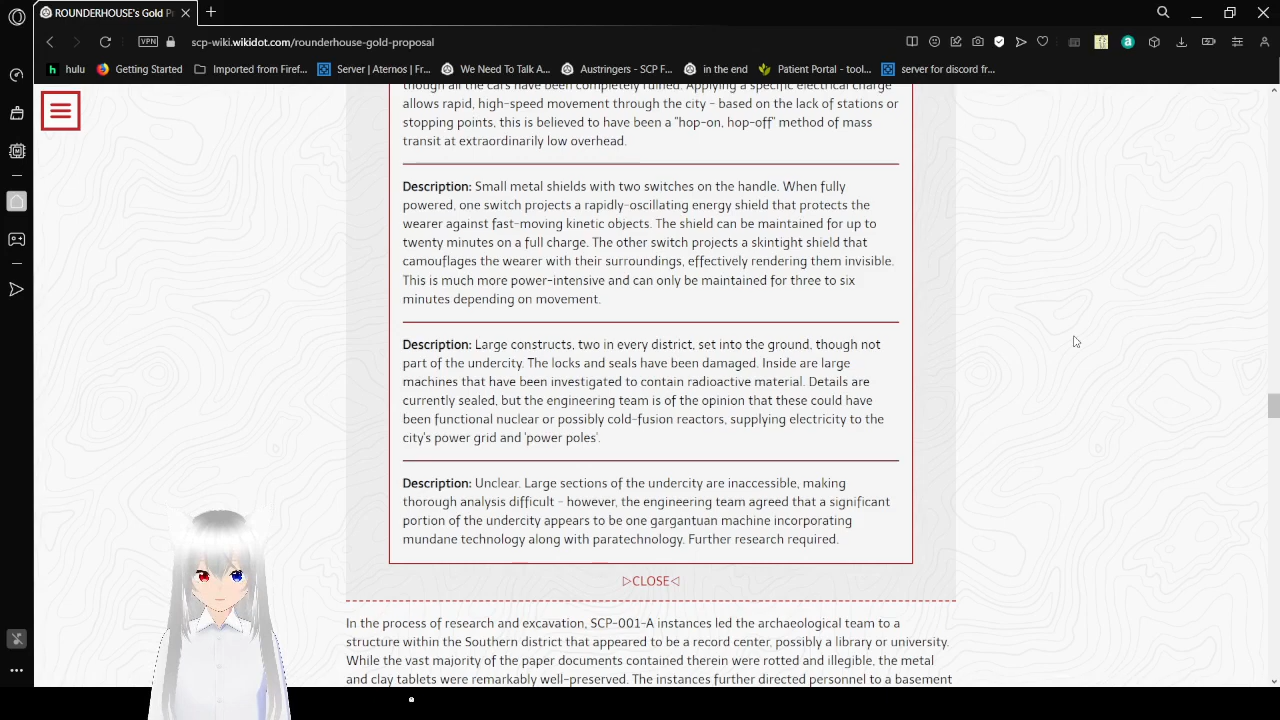 ROUNDERHOUSE's Gold P
scp-wiki.wikidot.com/rounderhouse-gold-proposal
VPN
hulu
Getting Started
Imported from Firef...
Server | Aternos | Fr...
We Need To Talk A...
Austringers - SCP F...
in the end
Patient Portal - tool...
server for discord fr...
though all the cars have been completely ruined. Applying a specific electrical charge
allows rapid, high-speed movement through the city – based on the lack of stations or
stopping points, this is believed to have been a "hop-on, hop-off" method of mass
transit at extraordinarily low overhead.
Description: Small metal shields with two switches on the handle. When fully
powered, one switch projects a rapidly-oscillating energy shield that protects the
wearer against fast-moving kinetic objects. The shield can be maintained for up to
twenty minutes on a full charge. The other switch projects a skintight shield that
camouflages the wearer with their surroundings, effectively rendering them invisible.
This is much more power-intensive and can only be maintained for three to six
minutes depending on movement.
Description: Large constructs, two in every district, set into the ground, though not
part of the undercity. The locks and seals have been damaged. Inside are large
machines that have been investigated to contain radioactive material. Details are
currently sealed, but the engineering team is of the opinion that these could have
been functional nuclear or possibly cold-fusion reactors, supplying electricity to the
city's power grid and 'power poles'.
Description: Unclear. Large sections of the undercity are inaccessible, making
thorough analysis difficult – however, the engineering team agreed that a significant
portion of the undercity appears to be one gargantuan machine incorporating
mundane technology along with paratechnology. Further research required.
▷CLOSE◁
In the process of research and excavation, SCP-001-A instances led the archaeological team to a
structure within the Southern district that appeared to be a record center, possibly a library or university.
While the vast majority of the paper documents contained therein were rotted and illegible, the metal
and clay tablets were remarkably well-preserved. The instances further directed personnel to a basement